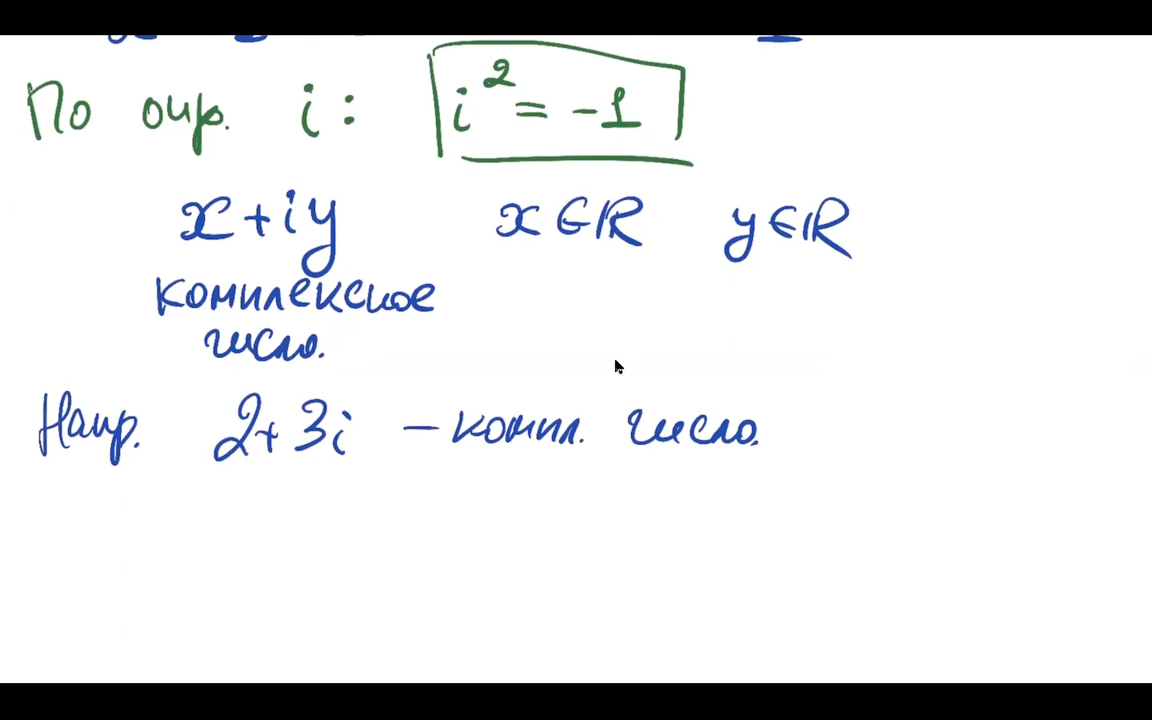 По опр. i: i² = -1
x + iy x ∈ ℝ y ∈ ℝ
комплексное
число.
Напр. 2 + 3i — компл. число.